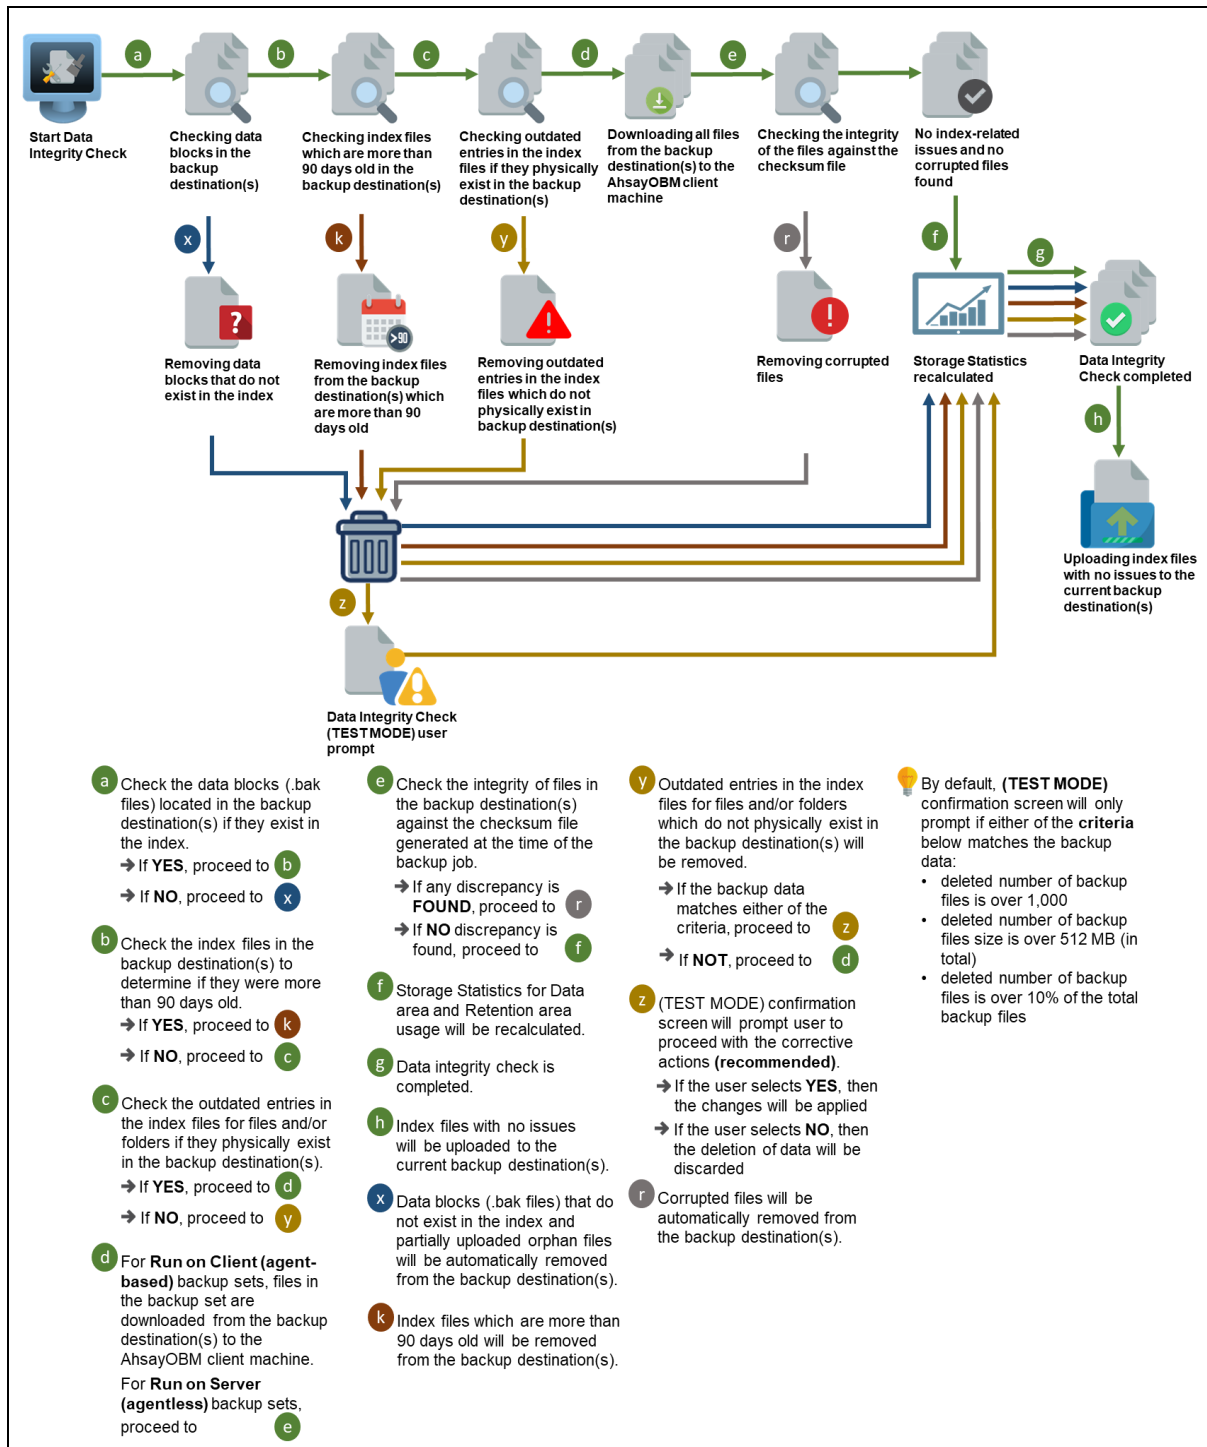 a
b
c
d
e
Start Data
Integrity Check
Checking data
blocks in the
backup
destination(s)
Checking index files
which are more than
90 days old in the
backup destination(s)
Checking outdated
entries in the index
files if they physically
exist in the backup
destination(s)
Downloading all files
from the backup
destination(s) to the
AhsayOBM client
machine
Checking the integrity
of the files against the
checksum file
No index-related
issues and no
corrupted files
found
x
k
y
r
f
g
?
>90
!
!
Removing data
blocks that do not
exist in the index
Removing index files
from the backup
destination(s) which
are more than 90
days old
Removing outdated
entries in the index
files which do not
physically exist in
backup destination(s)
Removing corrupted
files
Storage Statistics
recalculated
Data Integrity
Check completed
h
Uploading index files
with no issues to the
current backup
destination(s)
z
!
Data Integrity Check
(TEST MODE) user
prompt
a Check the data blocks (.bak
files) located in the backup
destination(s) if they exist in
the index.
If YES, proceed to b
If NO, proceed to x
b Check the index files in the
backup destination(s) to
determine if they were more
than 90 days old.
If YES, proceed to k
If NO, proceed to c
c Check the outdated entries in
the index files for files and/or
folders if they physically exist
in the backup destination(s).
If YES, proceed to d
If NO, proceed to y
d For Run on Client (agent-
based) backup sets, files in
the backup set are
downloaded from the backup
destination(s) to the
AhsayOBM client machine.
For Run on Server
(agentless) backup sets,
proceed to e
e Check the integrity of files in
the backup destination(s)
against the checksum file
generated at the time of the
backup job.
If any discrepancy is
FOUND, proceed to r
If NO discrepancy is
found, proceed to f
f Storage Statistics for Data
area and Retention area
usage will be recalculated.
g Data integrity check is
completed.
h Index files with no issues
will be uploaded to the
current backup destination(s).
x Data blocks (.bak files) that do
not exist in the index and
partially uploaded orphan files
will be automatically removed
from the backup destination(s).
k Index files which are more than
90 days old will be removed
from the backup destination(s).
y Outdated entries in the index
files for files and/or folders
which do not physically exist in
the backup destination(s) will
be removed.
If the backup data
matches either of the
criteria, proceed to z
If NOT, proceed to d
z (TEST MODE) confirmation
screen will prompt user to
proceed with the corrective
actions (recommended).
If the user selects YES, then
the changes will be applied
If the user selects NO, then
the deletion of data will be
discarded
r Corrupted files will be
automatically removed from
the backup destination(s).
By default, (TEST MODE)
confirmation screen will only
prompt if either of the criteria
below matches the backup
data:
• deleted number of backup
files is over 1,000
• deleted number of backup
files size is over 512 MB (in
total)
• deleted number of backup
files is over 10% of the total
backup files